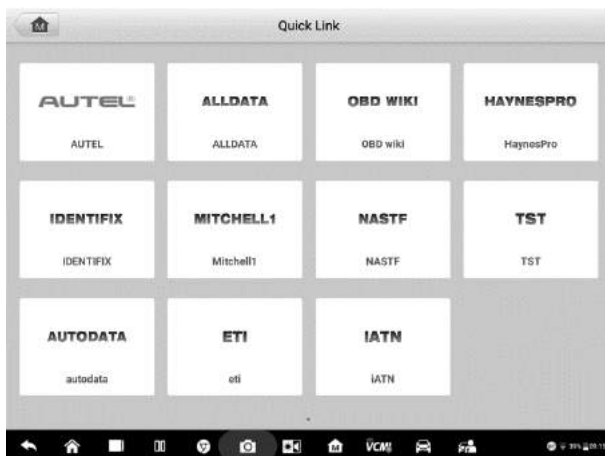 M
Quick Link
AUTEL®
ALLDATA
OBD WIKI
HAYNESPRO
AUTEL
ALLDATA
OBD wiki
HaynesPro
IDENTIFIX
MITCHELL1
NASTF
TST
IDENTIFIX
Mitchell1
NASTF
TST
AUTODATA
ETI
IATN
autodata
eti
iATN
M
VCMI